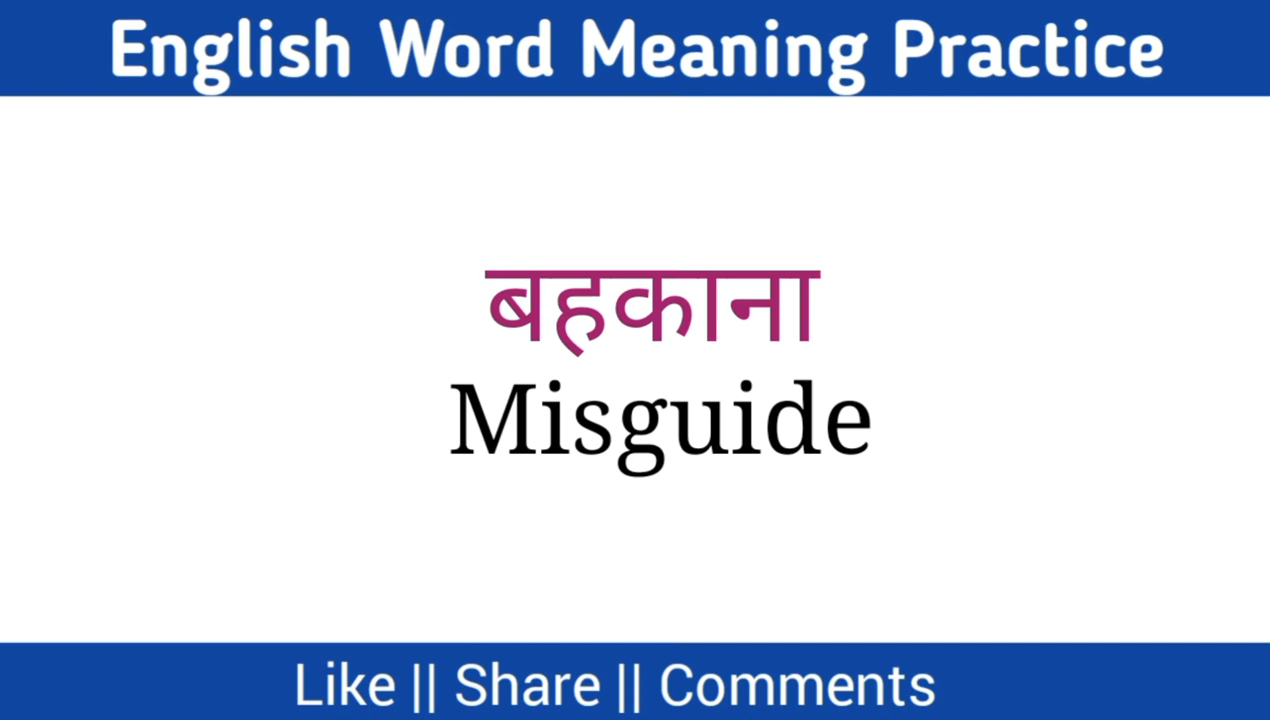 English Word Meaning Practice
बहकाना
Misguide
Like || Share || Comments